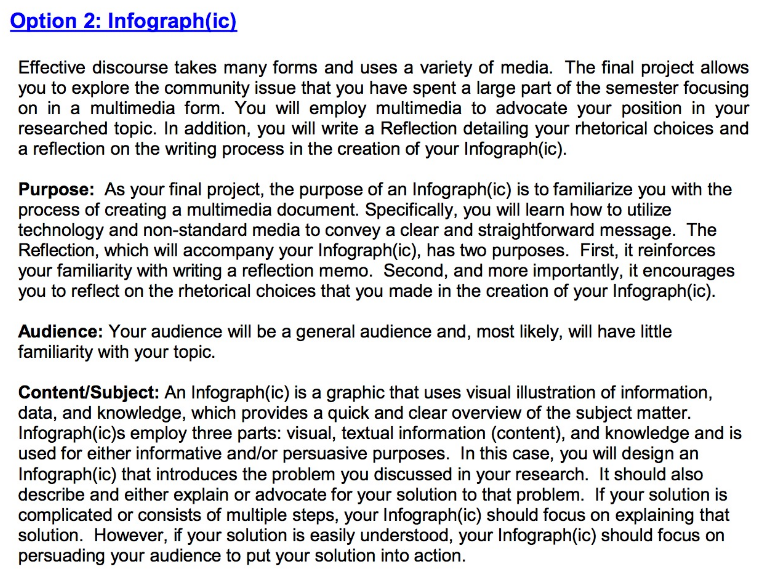 Option 2: Infograph(ic)
Effective discourse takes many forms and uses a variety of media. The final project allows
you to explore the community issue that you have spent a large part of the semester focusing
on in a multimedia form. You will employ multimedia to advocate your position in your
researched topic. In addition, you will write a Reflection detailing your rhetorical choices and
a reflection on the writing process in the creation of your Infograph(ic).
Purpose: As your final project, the purpose of an Infograph(ic) is to familiarize you with the
process of creating a multimedia document. Specifically, you will learn how to utilize
technology and non-standard media to convey a clear and straightforward message. The
Reflection, which will accompany your Infograph(ic), has two purposes. First, it reinforces
your familiarity with writing a reflection memo. Second, and more importantly, it encourages
you to reflect on the rhetorical choices that you made in the creation of your Infograph(ic).
Audience: Your audience will be a general audience and, most likely, will have little
familiarity with your topic.
Content/Subject: An Infograph(ic) is a graphic that uses visual illustration of information,
data, and knowledge, which provides a quick and clear overview of the subject matter.
Infograph(ic)s employ three parts: visual, textual information (content), and knowledge and is
used for either informative and/or persuasive purposes. In this case, you will design an
Infograph(ic) that introduces the problem you discussed in your research. It should also
describe and either explain or advocate for your solution to that problem. If your solution is
complicated or consists of multiple steps, your Infograph(ic) should focus on explaining that
solution. However, if your solution is easily understood, your Infograph(ic) should focus on
persuading your audience to put your solution into action.